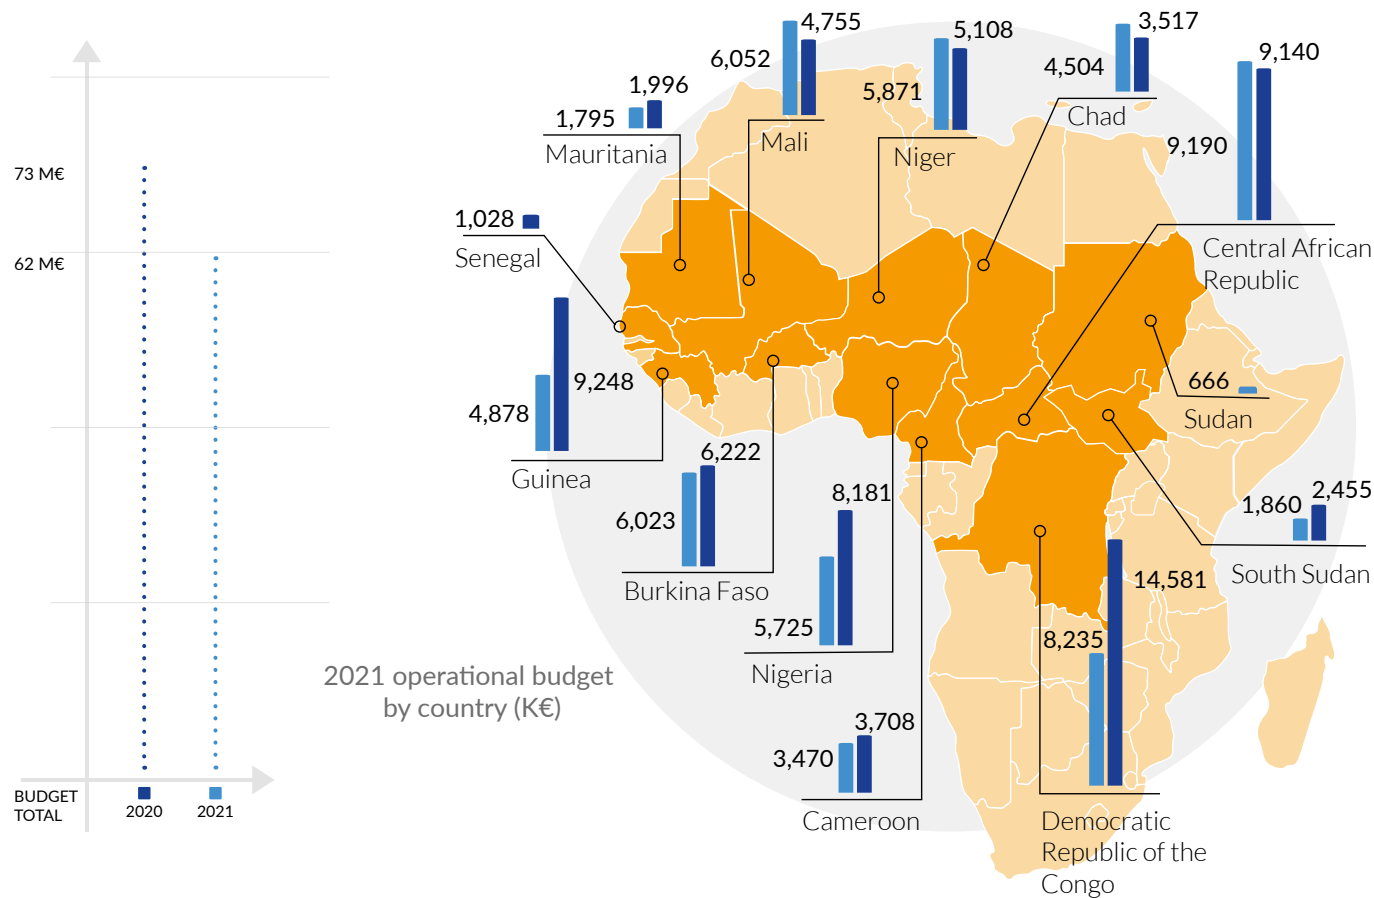 73 M€
62 M€
BUDGET
TOTAL
2020
2021
2021 operational budget
by country (K€)
1,795
1,996
Mauritania
6,052
4,755
Mali
5,871
5,108
Niger
4,504
3,517
Chad
9,190
9,140
Central African
Republic
1,028
Senegal
4,878
9,248
Guinea
6,023
6,222
Burkina Faso
5,725
8,181
Nigeria
3,470
3,708
Cameroon
8,235
14,581
Democratic
Republic of the
Congo
666
Sudan
1,860
2,455
South Sudan